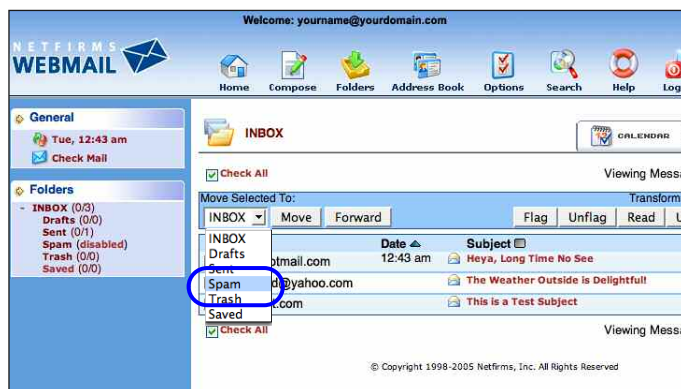 Welcome: yourname@yourdomain.com
NETFIRMS
WEBMAIL
Home Compose Folders Address Book Options Search Help
General
Tue, 12:43 am
Check Mail
Folders
- INBOX (0/3)
Drafts (0/0)
Sent (0/1)
Spam (disabled)
Trash (0/0)
Saved (0/0)
INBOX
CALENDAR
Check All
Viewing
Move Selected To:
INBOX Move Forward Flag Unflag Read
INBOX
Drafts
Sent
Spam
Trash
Saved
Date Subject
otmail.com 12:43 am Heya, Long Time No See
d@yahoo.com The Weather Outside is Delightful!
t.com This is a Test Subject
Check All
Viewing
© Copyright 1998-2005 Netfirms, Inc. All Rights Reserved